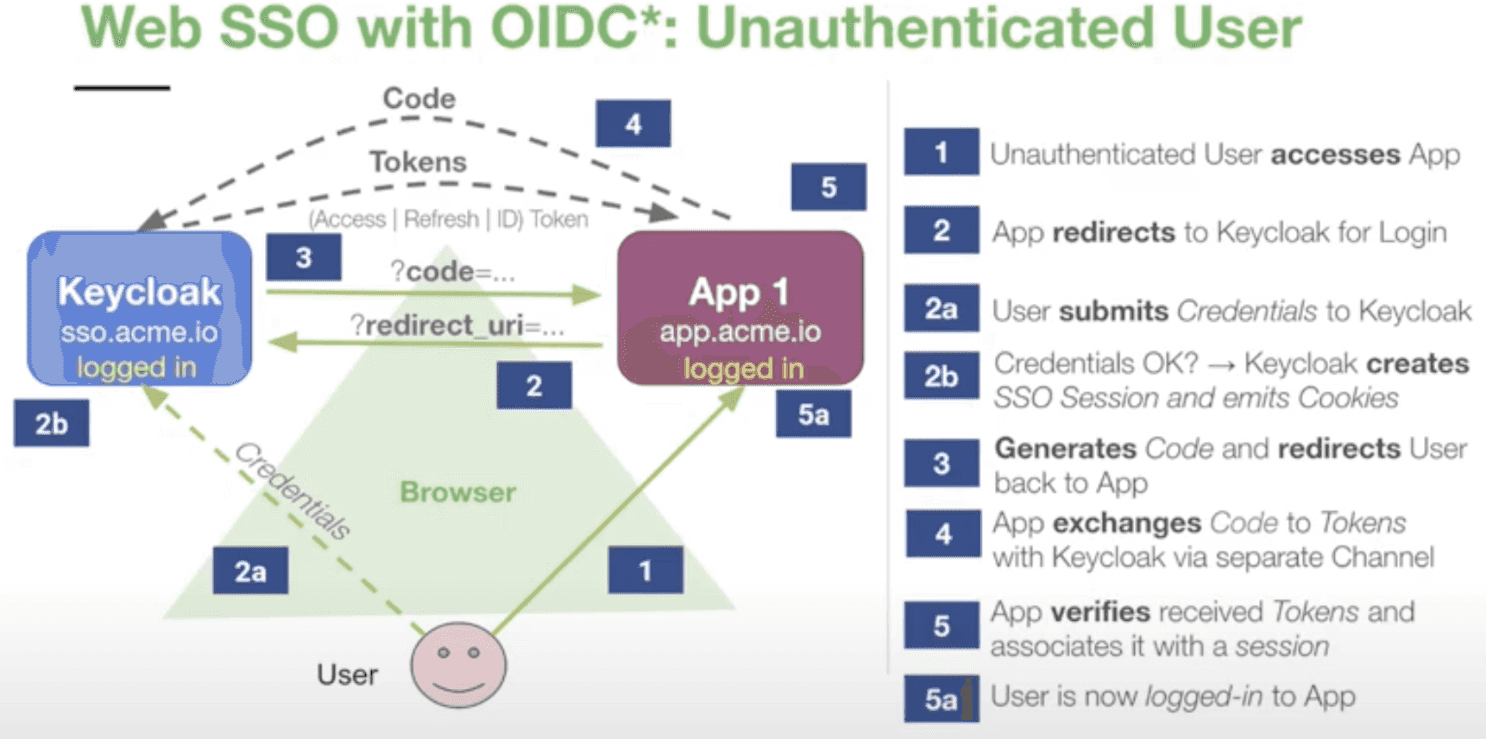 Web SSO with OIDC*: Unauthenticated User
Code
4
Tokens
5
(Access | Refresh | ID) Token
3
?code=...
Keycloak
sso.acme.io
logged in
App 1
app.acme.io
logged in
?redirect_uri=...
2
2b
5a
Credentials
Browser
2a
1
User
1 Unauthenticated User accesses App
2 App redirects to Keycloak for Login
2a User submits Credentials to Keycloak
2b Credentials OK? → Keycloak creates
SSO Session and emits Cookies
3 Generates Code and redirects User
back to App
4 App exchanges Code to Tokens
with Keycloak via separate Channel
5 App verifies received Tokens and
associates it with a session
5a User is now logged-in to App